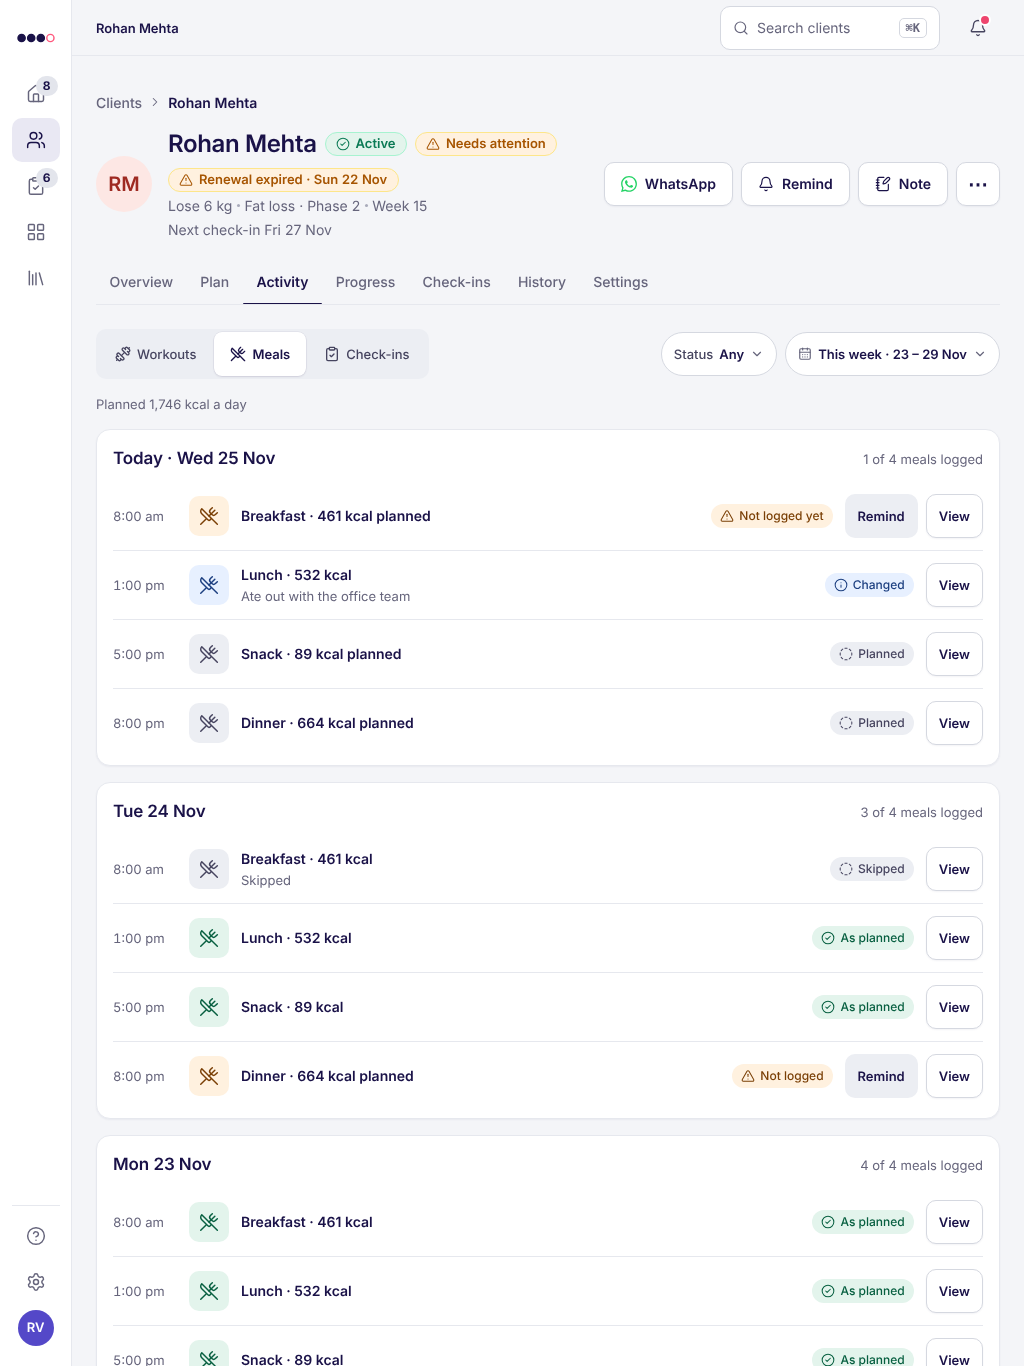 Rohan Mehta
Search clients
⌘K
8
6
Clients
Rohan Mehta
RM
Rohan Mehta
Active
Needs attention
Renewal expired · Sun 22 Nov
Lose 6 kg · Fat loss · Phase 2 · Week 15
Next check-in Fri 27 Nov
WhatsApp
Remind
Note
Overview
Plan
Activity
Progress
Check-ins
History
Settings
Workouts
Meals
Check-ins
Status Any
This week · 23 – 29 Nov
Planned 1,746 kcal a day
Today · Wed 25 Nov
1 of 4 meals logged
8:00 am
Breakfast · 461 kcal planned
Not logged yet
Remind
View
1:00 pm
Lunch · 532 kcal
Ate out with the office team
Changed
View
5:00 pm
Snack · 89 kcal planned
Planned
View
8:00 pm
Dinner · 664 kcal planned
Planned
View
Tue 24 Nov
3 of 4 meals logged
8:00 am
Breakfast · 461 kcal
Skipped
Skipped
View
1:00 pm
Lunch · 532 kcal
As planned
View
5:00 pm
Snack · 89 kcal
As planned
View
8:00 pm
Dinner · 664 kcal planned
Not logged
Remind
View
Mon 23 Nov
4 of 4 meals logged
8:00 am
Breakfast · 461 kcal
As planned
View
1:00 pm
Lunch · 532 kcal
As planned
View
5:00 pm
Snack · 89 kcal
As planned
View
RV